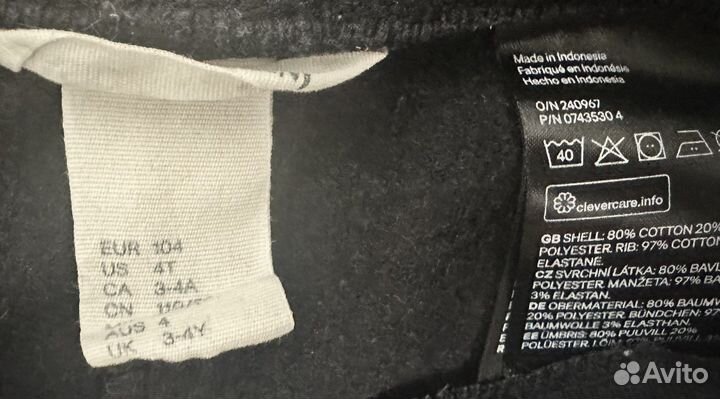 EUR 104
US 4T
CA 3-4A
CN
AUS 4
UK 3-4Y
Made in Indonesia
Fabriqué en Indonésie
Hecho en Indonesia
O/N 240967
P/N 0743530 4
40
clevercare.info
GB SHELL: 80% COTTON 20%
POLYESTER. RIB: 97% COTTON
ELASTANE.
CZ SVRCHNÍ LÁTKA: 80% BAVL
POLYESTER. MANŽETA: 97% BA
3% ELASTAN.
DE OBERMATERIAL: 80% BAUMW
20% POLYESTER. BÜNDCHEN: 97
BAUMWOLLE 3% ELASTHAN.
EE ÜMBRIS: 80% PUUVILL 20%
Avito